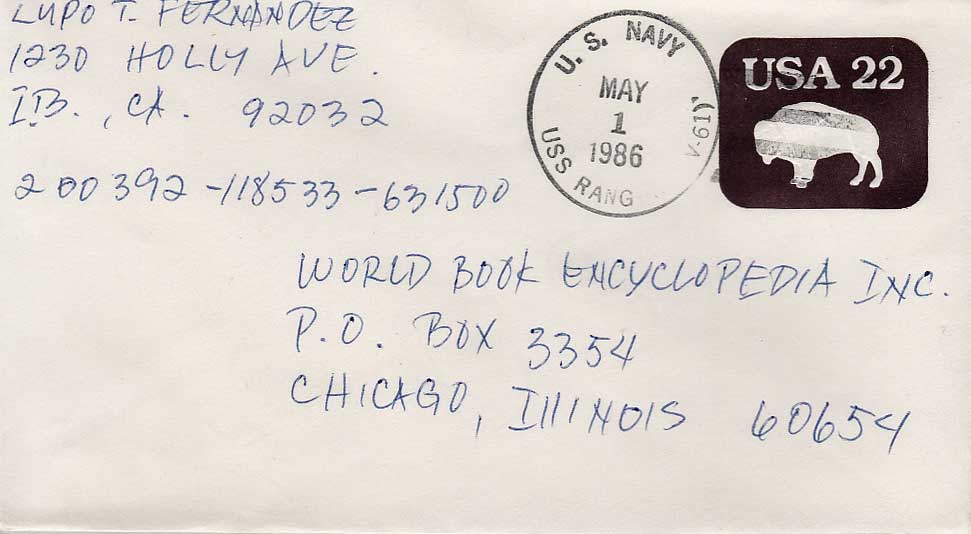 LUPO T. FERNANDEZ
1230 HOLLY AVE.
I.B., CA. 92032
200392-118533-631500
U.S. NAVY
MAY
1
1986
USS RANG
V-61)
USA 22
WORLD BOOK ENCYCLOPEDIA INC.
P.O. BOX 3354
CHICAGO, ILLINOIS 60654